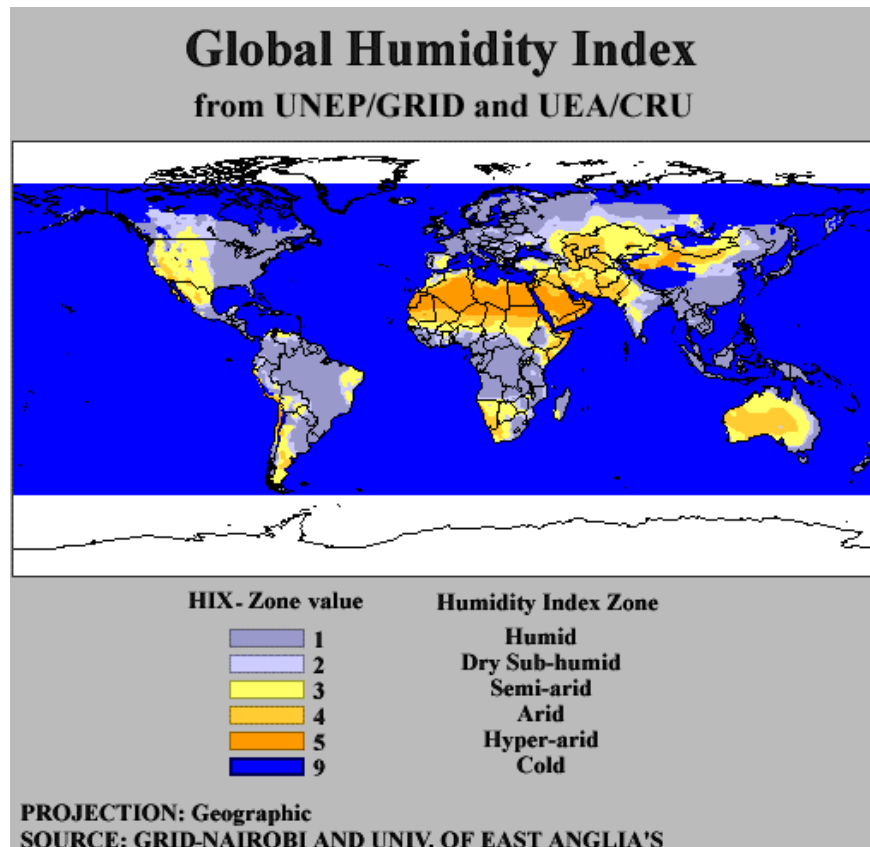 Global Humidity Index
from UNEP/GRID and UEA/CRU
HIX- Zone value Humidity Index Zone
1 Humid
2 Dry Sub-humid
3 Semi-arid
4 Arid
5 Hyper-arid
9 Cold
PROJECTION: Geographic
SOURCE: GRID-NAIROBI AND UNIV. OF EAST ANGLIA'S